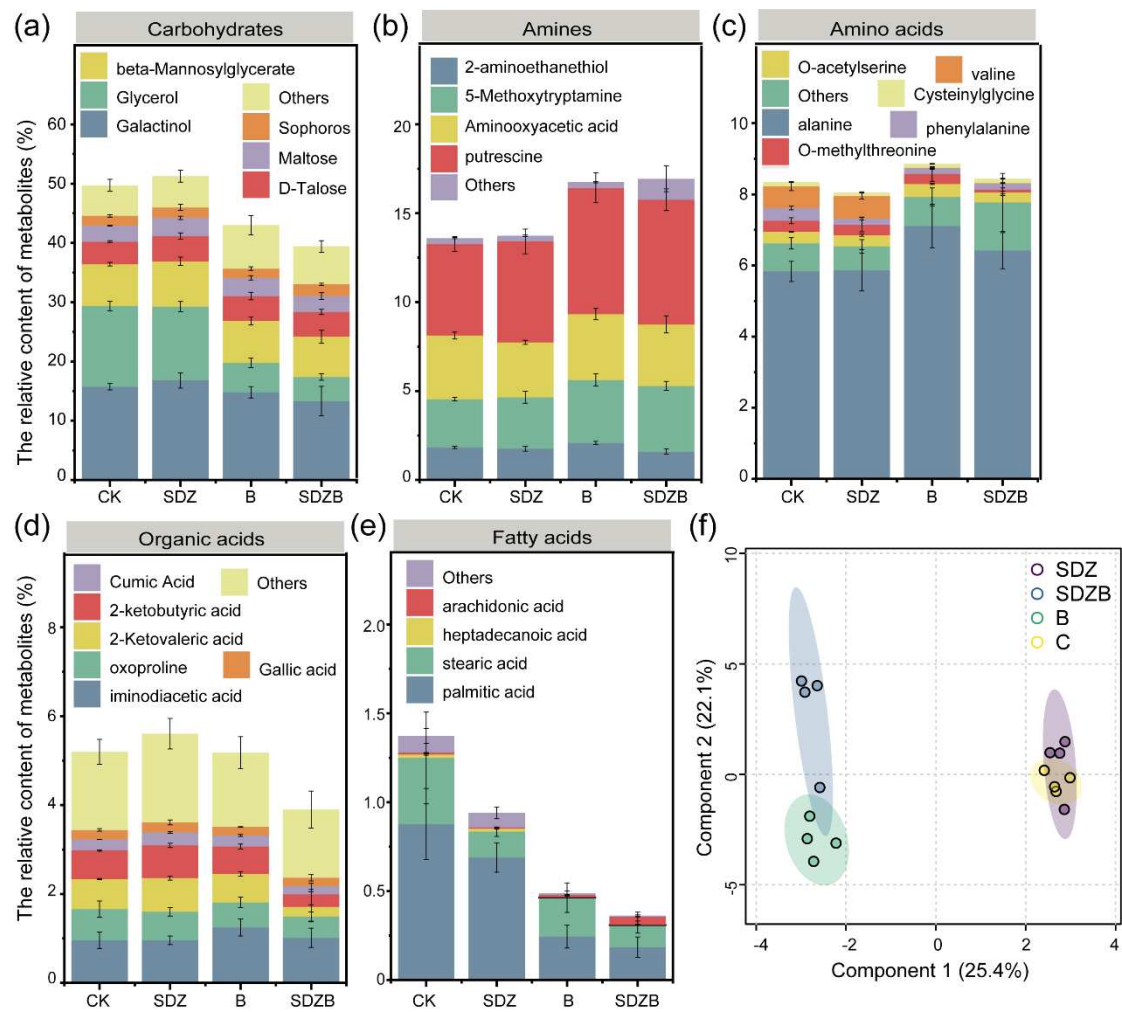 (a)
Carbohydrates
beta-Mannosylglycerate
Glycerol
Galactinol
Others
Sophoros
Maltose
D-Talose
The relative content of metabolites (%)
60
50
40
30
20
10
0
CK SDZ B SDZB
(b)
Amines
2-aminoethanethiol
5-Methoxytryptamine
Aminooxyacetic acid
putrescine
Others
20
15
10
5
0
CK SDZ B SDZB
(c)
Amino acids
O-acetylserine
Others
alanine
O-methylthreonine
valine
Cysteinylglycine
phenylalanine
10
8
6
4
2
0
CK SDZ B SDZB
(d)
Organic acids
Cumic Acid
2-ketobutyric acid
2-Ketovaleric acid
oxoproline
iminodiacetic acid
Others
Gallic acid
The relative content of metabolites (%)
8
6
4
2
0
CK SDZ B SDZB
(e)
Fatty acids
Others
arachidonic acid
heptadecanoic acid
stearic acid
palmitic acid
2.0
1.5
1.0
0.5
0
CK SDZ B SDZB
(f)
SDZ
SDZB
B
C
Component 2 (22.1%)
10
5
0
-5
-4 -2 0 2 4
Component 1 (25.4%)